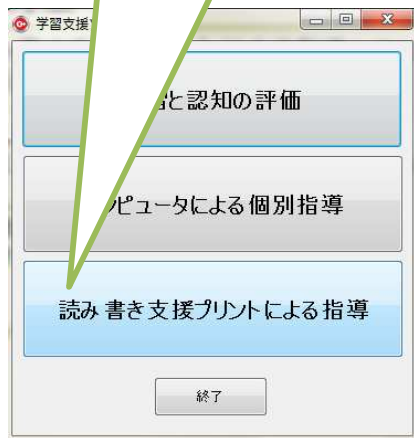 学習支援
と認知の評価
ピュータによる個別指導
読み書き支援プリントによる指導
終了